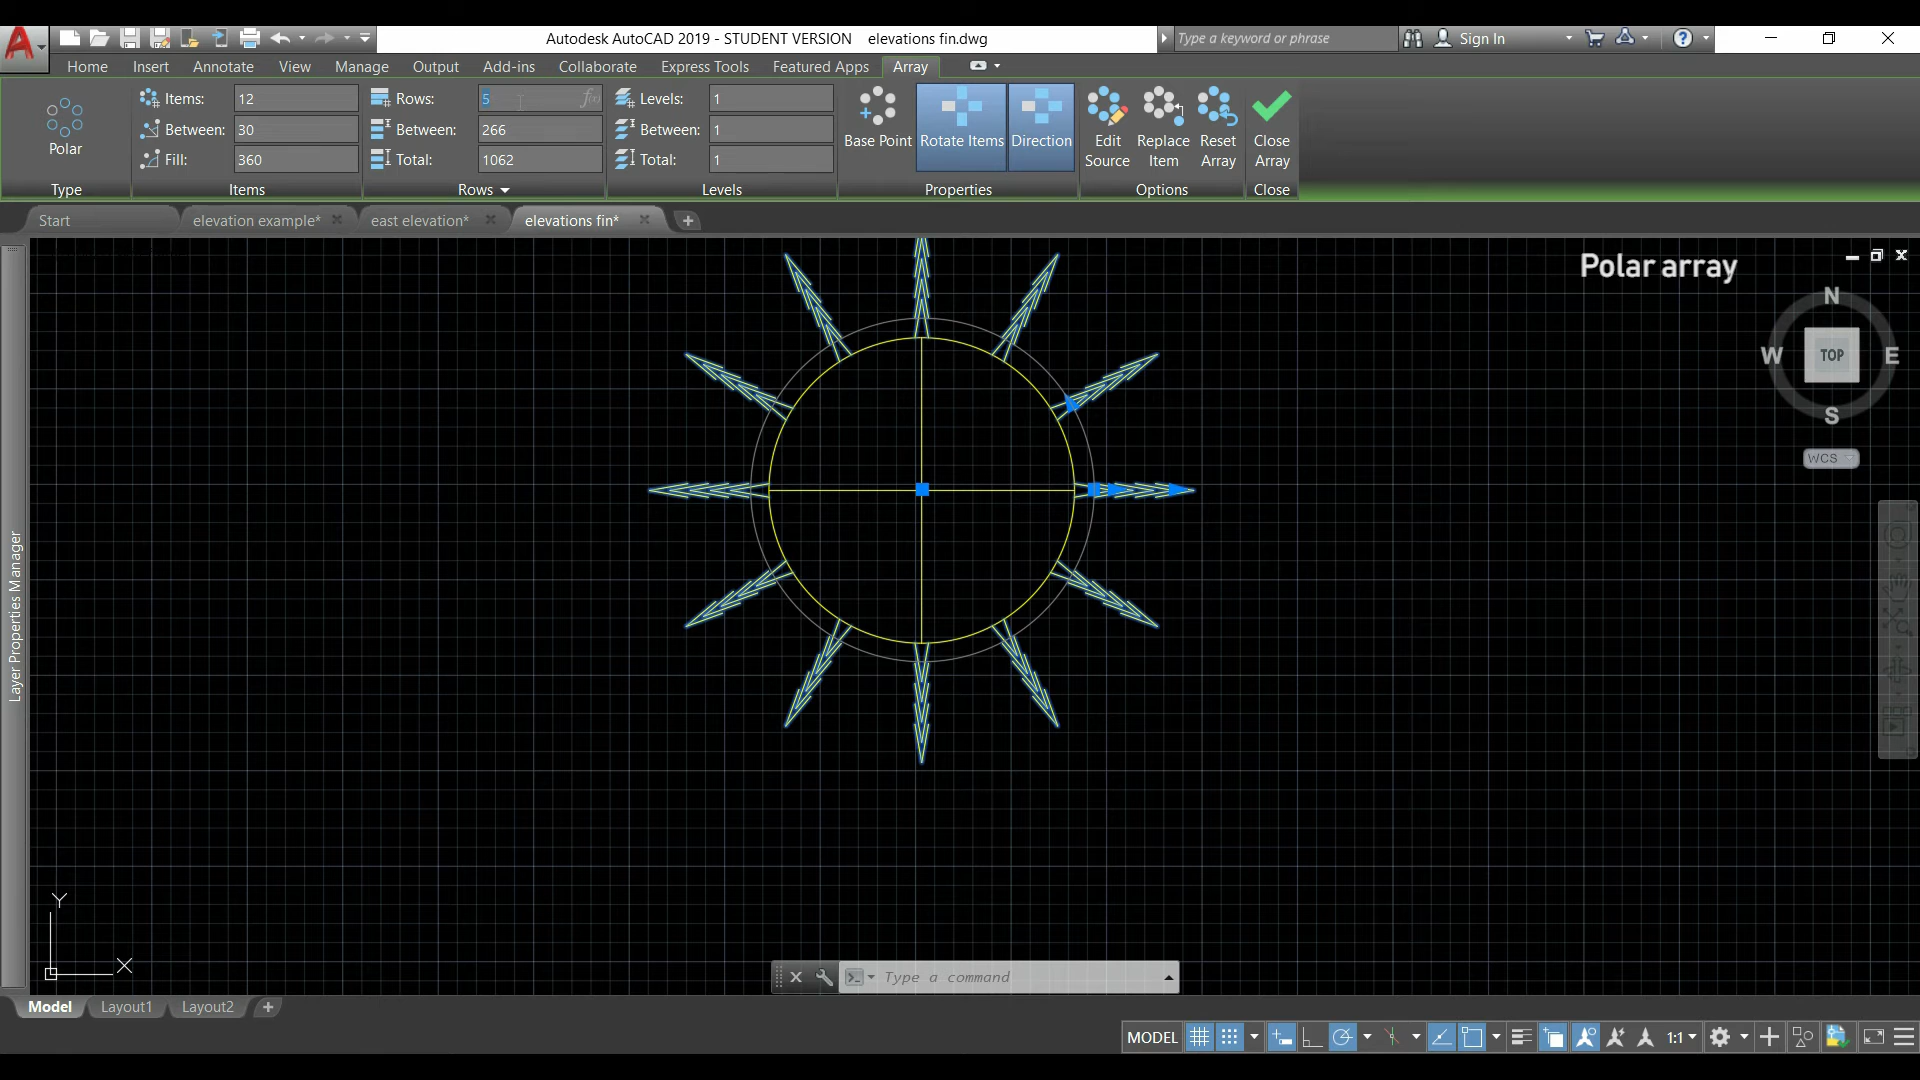 Autodesk AutoCAD 2019 - STUDENT VERSION elevations fin.dwg
Type a keyword or phrase
Sign In
Home Insert Annotate View Manage Output Add-ins Collaborate Express Tools Featured Apps Array
Items: 12 Rows: 5 Levels: 1
Between: 30 Between: 266 Between: 1
Fill: 360 Total: 1062 Total: 1
Polar
Base Point Rotate Items Direction
Edit Source
Replace Item
Reset Array
Close Array
Type Items Rows Levels Properties Options Close
Start elevation example* east elevation* elevations fin*
Polar array
N
W TOP E
S
WCS
Layer Properties Manager
Y
X
Type a command
Model Layout1 Layout2
MODEL 1:1